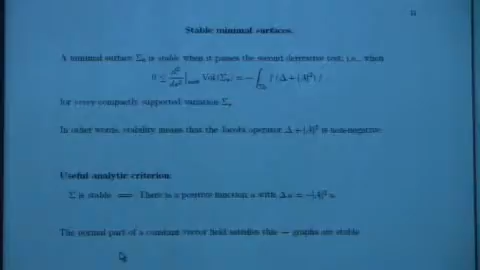 Stable minimal surfaces.
A minimal surface Σ₀ is stable when it passes the second derivative test, i.e., when
0 ≤ d²/ds² |ₛ₌₀ Vol(Σₛ) = − ∫_Σ₀ f (Δ + |A|²) f
for every compactly supported variation Σₛ.
In other words, stability means that the Jacobi operator Δ + |A|² is non-negative
Useful analytic criterion
Σ is stable ⟺ There is a positive function u with Δ u = −|A|² u.
The normal part of a constant vector field satisfies this — graphs are stable